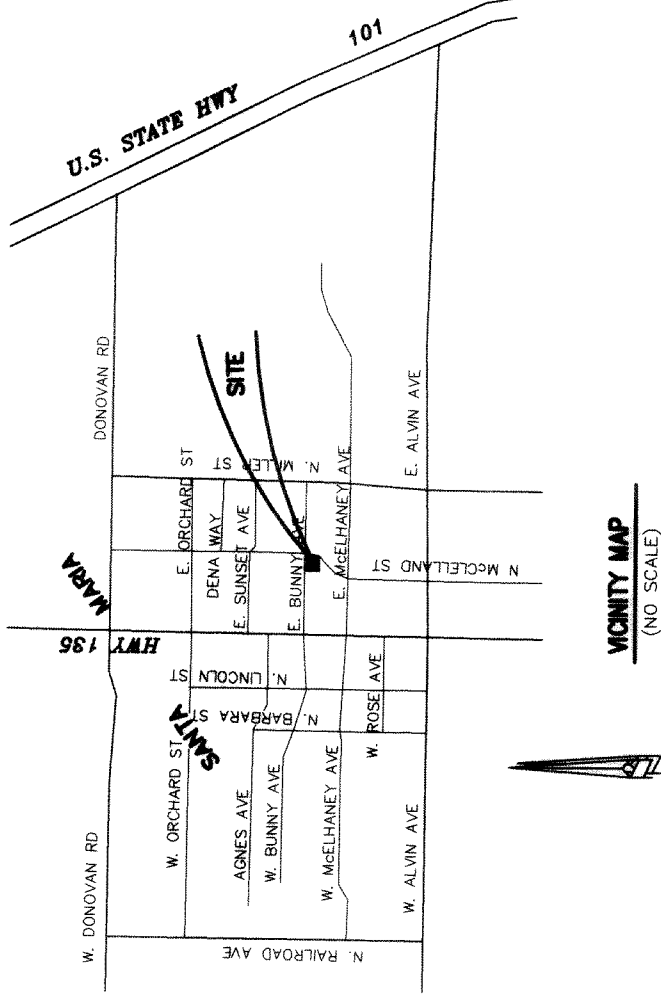 U.S. STATE HWY
101
DONOVAN RD
W. DONOVAN RD
SANTA
MARIA
HWY 135
E. ORCHARD ST
W. ORCHARD ST
DENA WAY
E. SUNSET AVE
E. BUNNY AVE
E. McELHANEY AVE
E. ALVIN AVE
AGNES AVE
W. BUNNY AVE
W. McELHANEY AVE
W. ROSE AVE
W. ALVIN AVE
N. MILLER ST
N McCLELLAND ST
N. LINCOLN ST
N. BARBARA ST
N. RAILROAD AVE
SITE
VICINITY MAP
(NO SCALE)